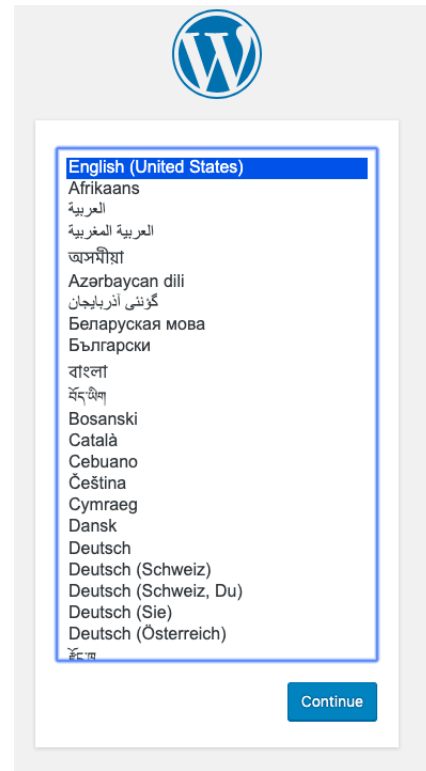 English (United States)
Afrikaans
العربية
العربية المغربية
অসমীয়া
Azərbaycan dili
گؤنئی آذربایجان
Беларуская мова
Български
বাংলা
བོད་ཡིག
Bosanski
Català
Cebuano
Čeština
Cymraeg
Dansk
Deutsch
Deutsch (Schweiz)
Deutsch (Schweiz, Du)
Deutsch (Sie)
Deutsch (Österreich)
རྫོང་ཁ
Continue